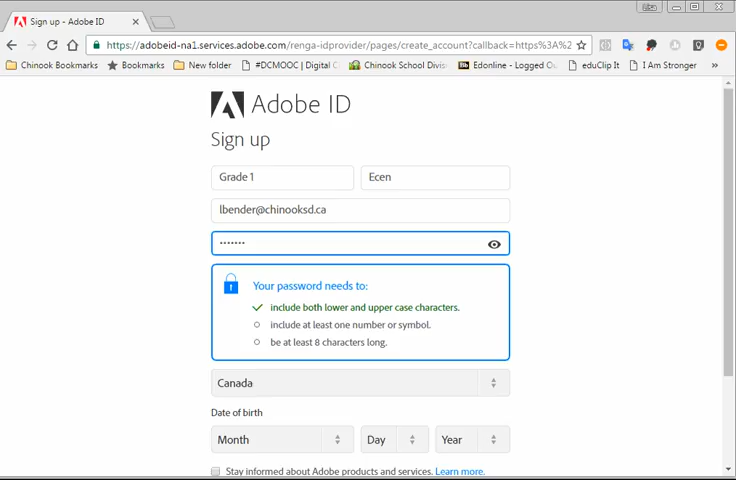 Lisa
Sign up - Adobe ID
https://adobeid-na1.services.adobe.com/renga-idprovider/pages/create_account?callback=https%3A%2
Chinook Bookmarks Bookmarks New folder #DCMOOC | Digital C Chinook School Divis Edonline - Logged Ou eduClip It I Am Stronger »
Adobe ID
Sign up
Grade 1 Ecen
lbender@chinooksd.ca
•••••••
Your password needs to:
include both lower and upper case characters.
include at least one number or symbol.
be at least 8 characters long.
Canada
Date of birth
Month Day Year
Stay informed about Adobe products and services. Learn more.